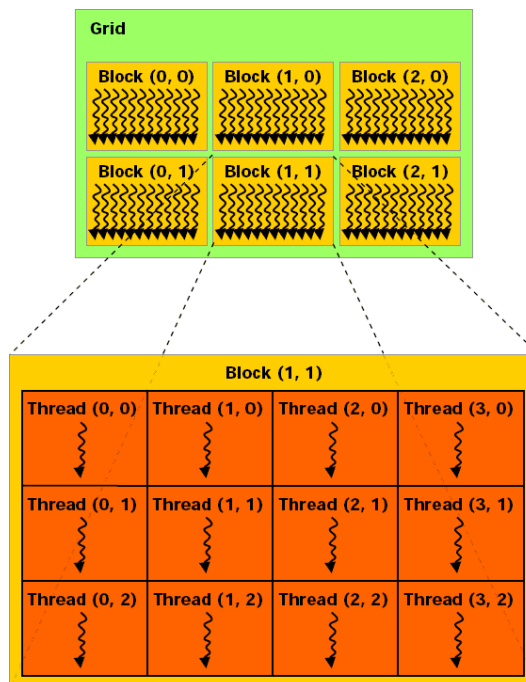 Grid
Block (0, 0) Block (1, 0) Block (2, 0)
Block (0, 1) Block (1, 1) Block (2, 1)
Block (1, 1)
Thread (0, 0) Thread (1, 0) Thread (2, 0) Thread (3, 0)
Thread (0, 1) Thread (1, 1) Thread (2, 1) Thread (3, 1)
Thread (0, 2) Thread (1, 2) Thread (2, 2) Thread (3, 2)